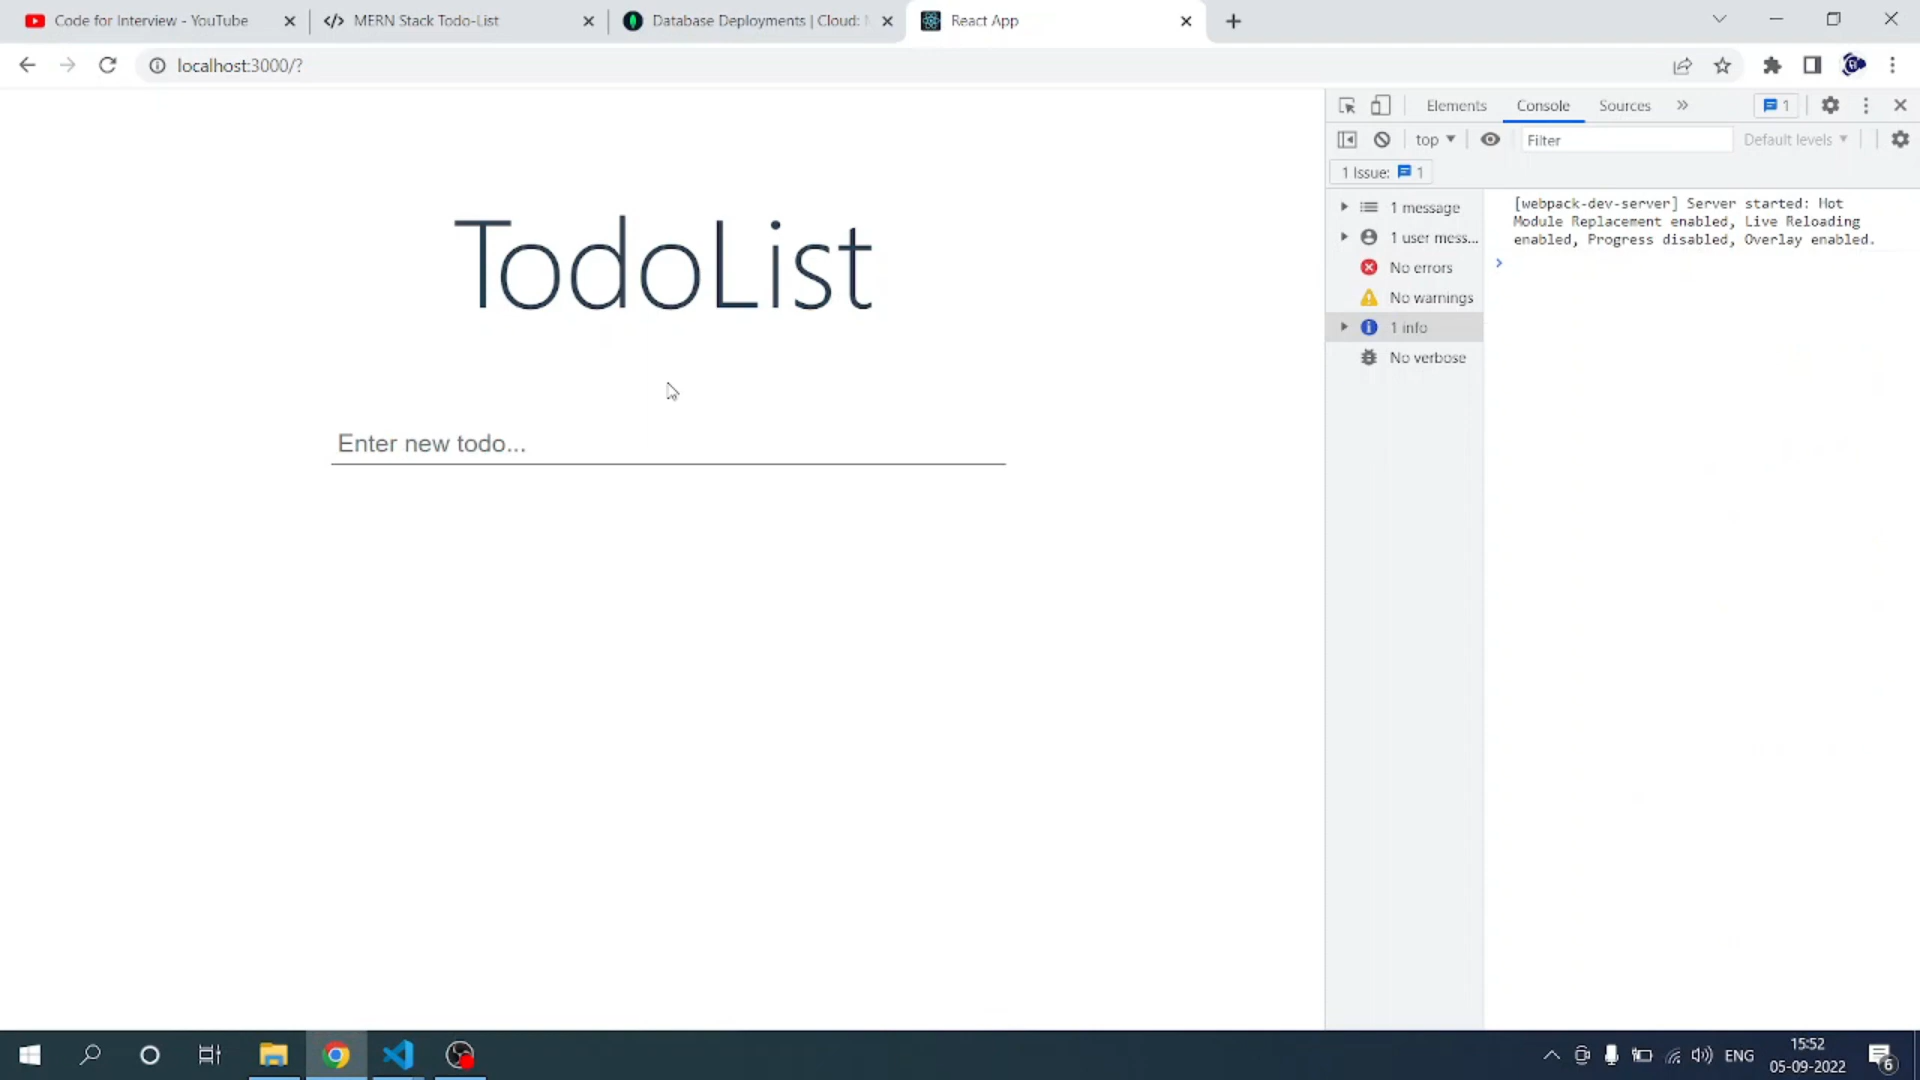 Code for Interview - YouTube
MERN Stack Todo-List
Database Deployments | Cloud:
React App
localhost:3000/?
Elements
Console
Sources
1
top
Filter
Default levels
1 Issue: 1
1 message
1 user mess...
No errors
No warnings
1 info
No verbose
[webpack-dev-server] Server started: Hot
Module Replacement enabled, Live Reloading
enabled, Progress disabled, Overlay enabled.
TodoList
Enter new todo...
ENG
15:52
05-09-2022
6